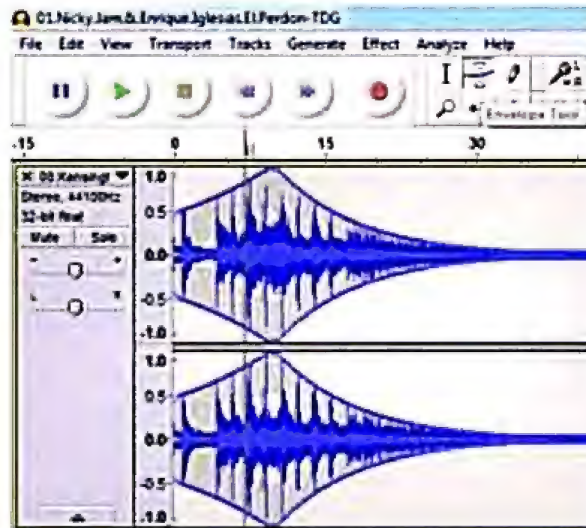 01.Nicky.Jam.&.Enrique.Iglesias.El.Perdon-TDG
File Edit View Transport Tracks Generate Effect Analyze Help
Envelope Tool
-15 0 15 30
08 Kensingt
1.0
Stereo, 44100Hz
32-bit float
0.5
Mute Solo
- +
0.0
L R
-0.5
-1.0
1.0
0.5
0.0
-0.5
-1.0